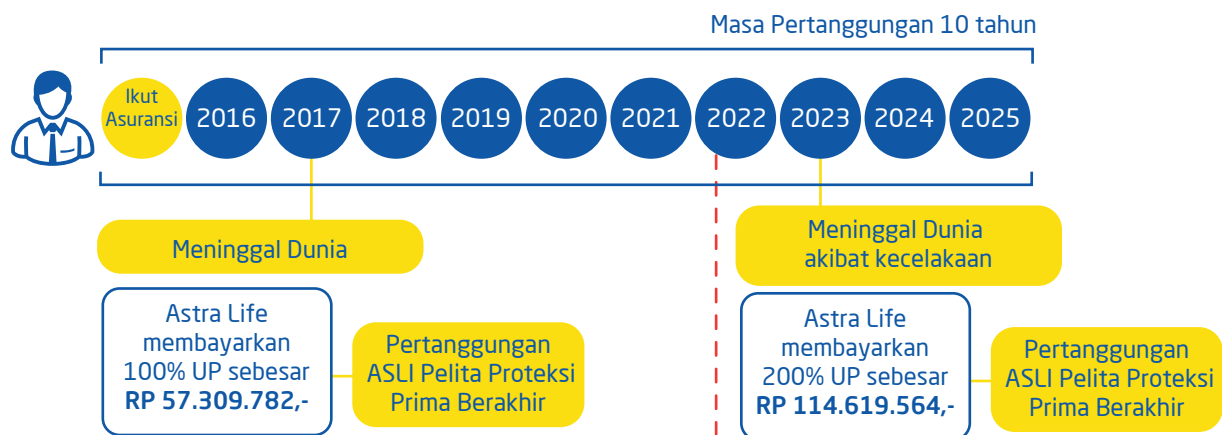 Masa Pertanggungan 10 tahun
Ikut
Asuransi
2016
2017
2018
2019
2020
2021
2022
2023
2024
2025
Meninggal Dunia
Astra Life
membayarkan
100% UP sebesar
RP 57.309.782,-
Pertanggungan
ASLI Pelita Proteksi
Prima Berakhir
Meninggal Dunia
akibat kecelakaan
Astra Life
membayarkan
200% UP sebesar
RP 114.619.564,-
Pertanggungan
ASLI Pelita Proteksi
Prima Berakhir